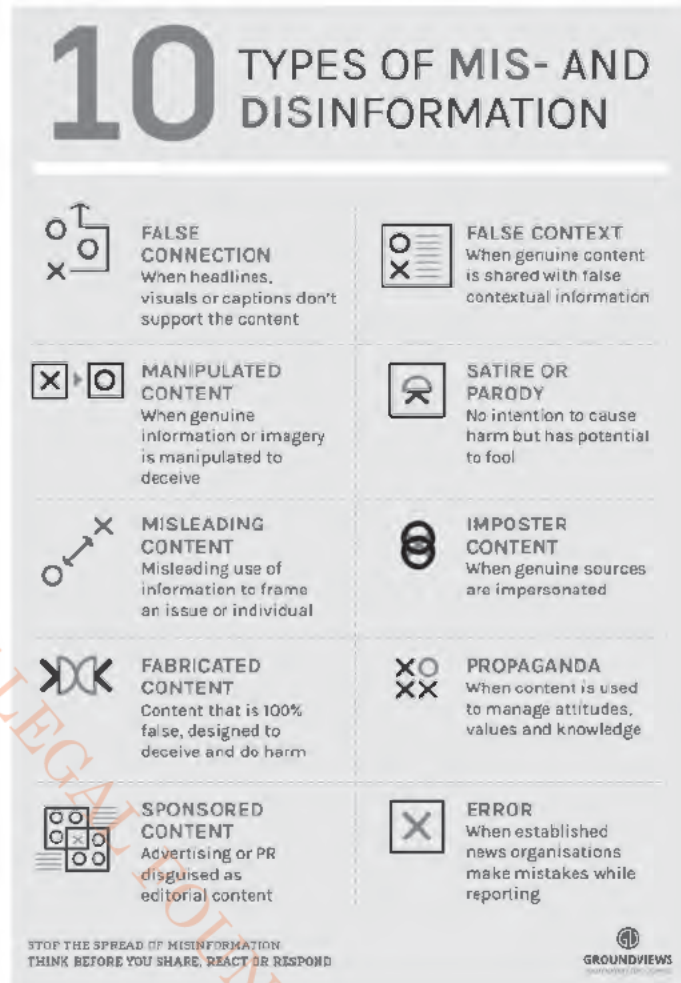 10 TYPES OF MIS- AND
DISINFORMATION
FALSE
CONNECTION
When headlines,
visuals or captions don't
support the content
FALSE CONTEXT
When genuine content
is shared with false
contextual information
MANIPULATED
CONTENT
When genuine
information or imagery
is manipulated to
deceive
SATIRE OR
PARODY
No intention to cause
harm but has potential
to fool
MISLEADING
CONTENT
Misleading use of
information to frame
an issue or individual
IMPOSTER
CONTENT
When genuine sources
are impersonated
FABRICATED
CONTENT
Content that is 100%
false, designed to
deceive and do harm
PROPAGANDA
When content is used
to manage attitudes,
values and knowledge
SPONSORED
CONTENT
Advertising or PR
disguised as
editorial content
ERROR
When established
news organisations
make mistakes while
reporting
STOP THE SPREAD OF MISINFORMATION
THINK BEFORE YOU SHARE, REACT OR RESPOND
GROUNDVIEWS
LEGAL